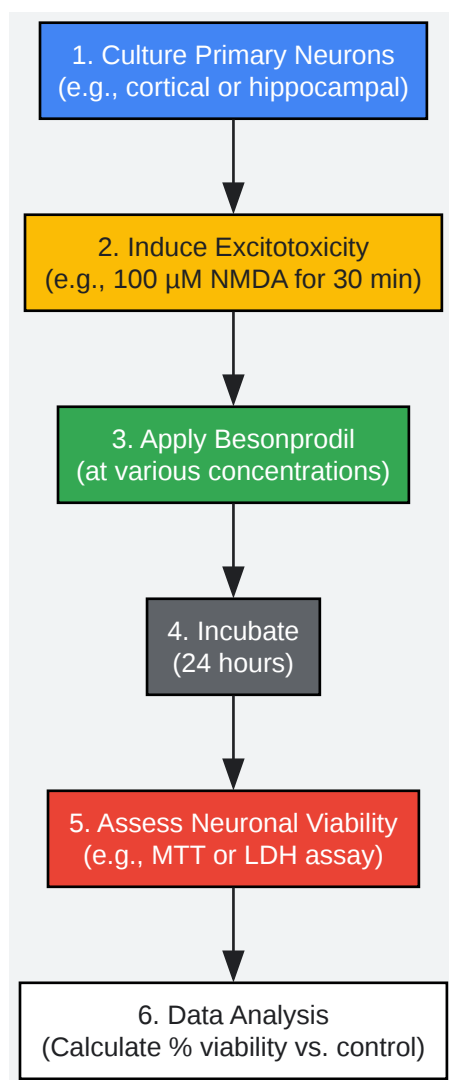 1. Culture Primary Neurons
(e.g., cortical or hippocampal)
2. Induce Excitotoxicity
(e.g., 100 µM NMDA for 30 min)
3. Apply Besonprodil
(at various concentrations)
4. Incubate
(24 hours)
5. Assess Neuronal Viability
(e.g., MTT or LDH assay)
6. Data Analysis
(Calculate % viability vs. control)